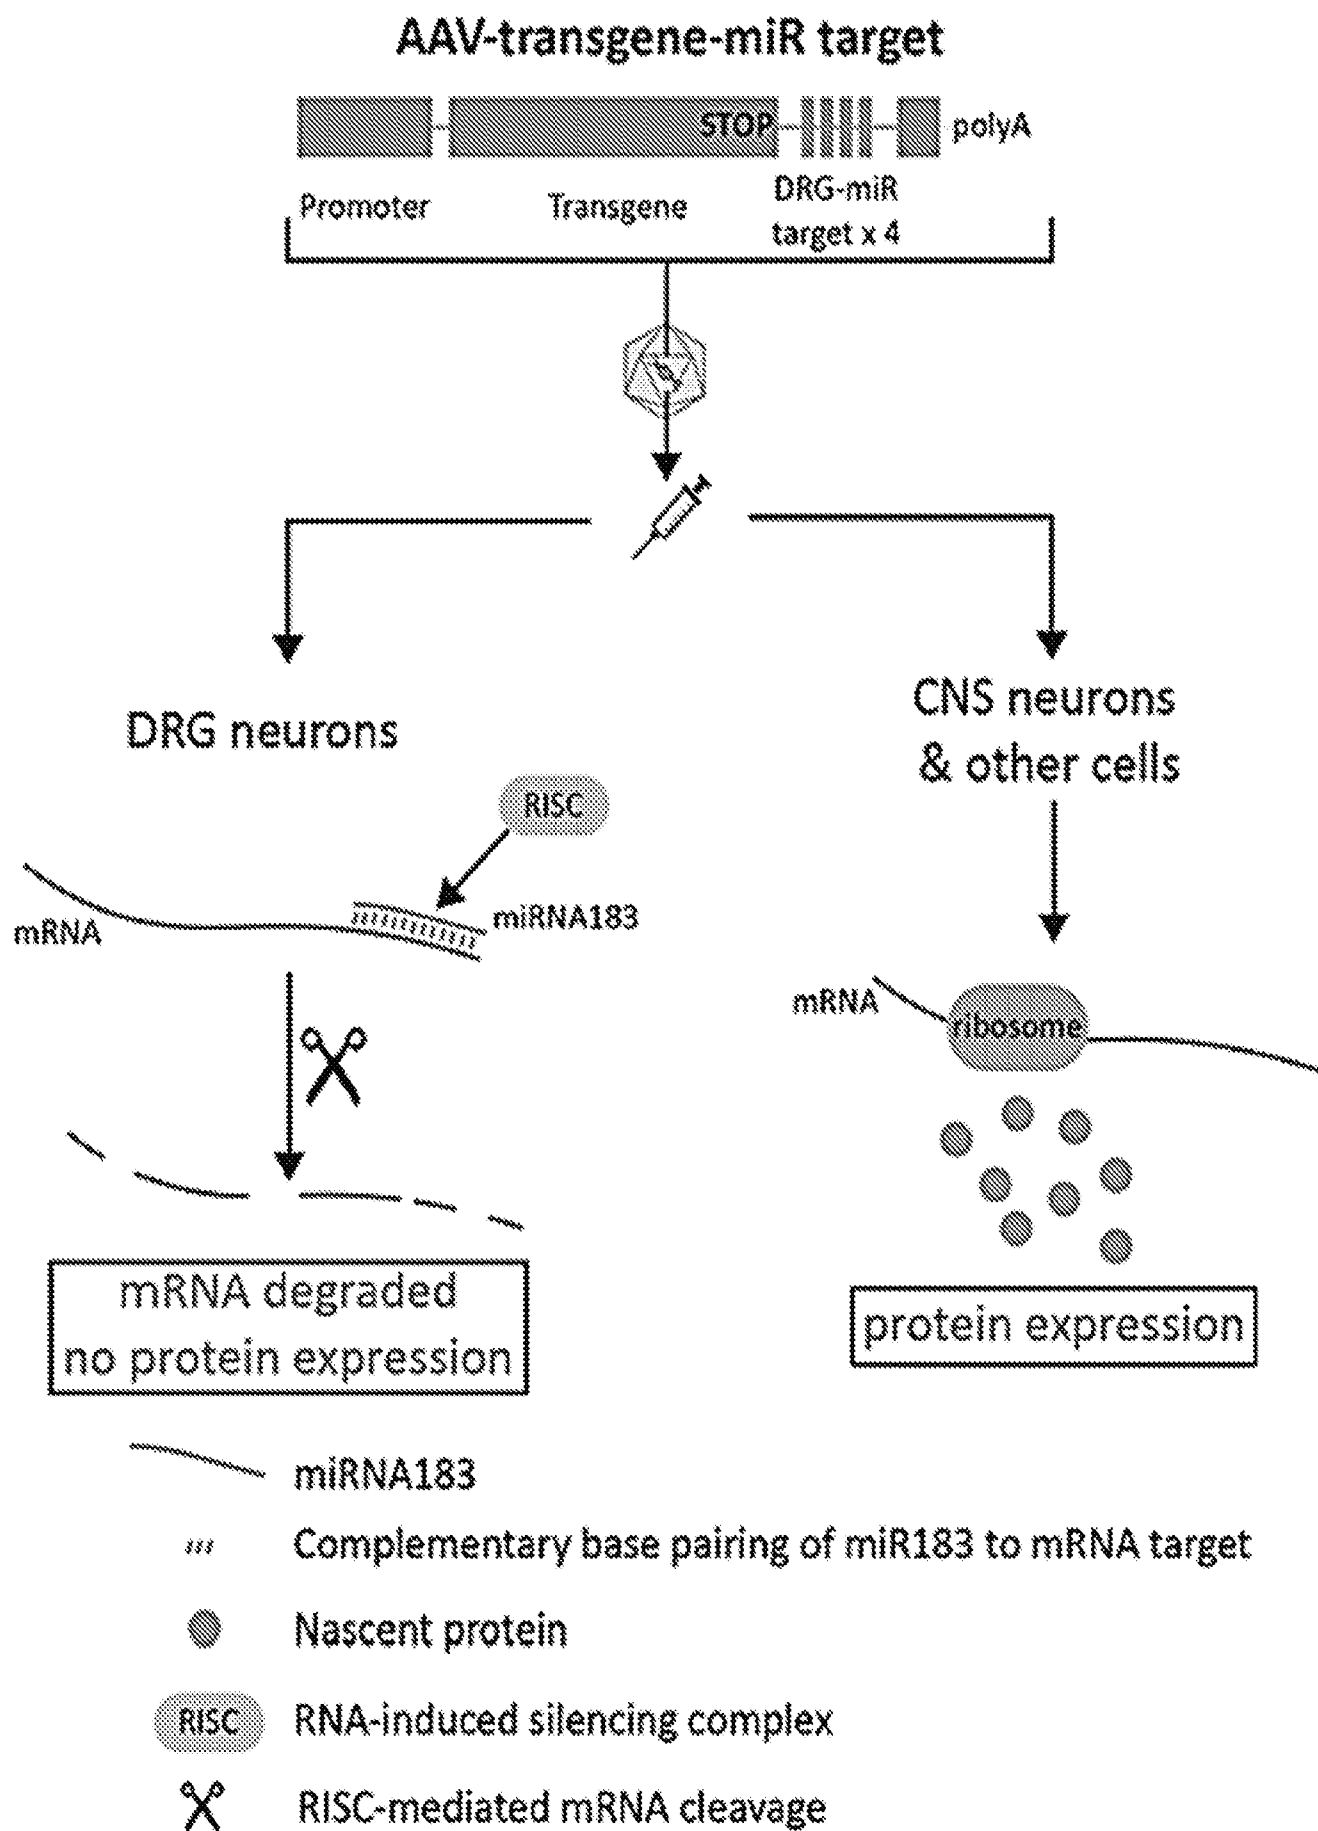 AAV-transgene-miR target
STOP
polyA
Promoter
Transgene
DRG-miR
target x 4
DRG neurons
CNS neurons
& other cells
RISC
mRNA
miRNA183
mRNA
ribosome
mRNA degraded
no protein expression
protein expression
miRNA183
Complementary base pairing of miR183 to mRNA target
Nascent protein
RISC
RNA-induced silencing complex
RISC-mediated mRNA cleavage